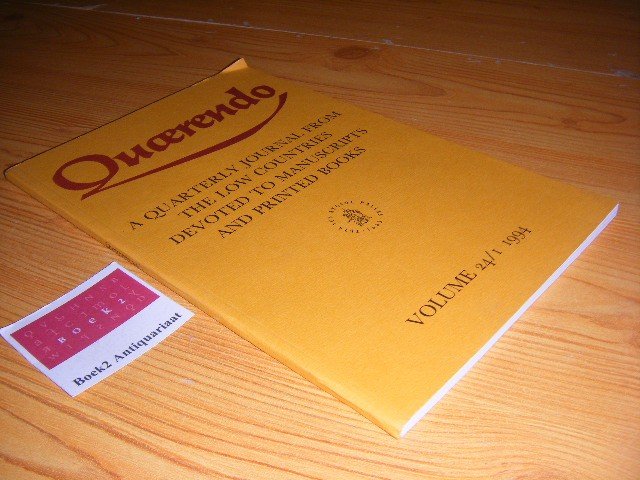 Quærendo
A QUARTERLY JOURNAL FROM
THE LOW COUNTRIES
DEVOTED TO MANUSCRIPTS
AND PRINTED BOOKS
VOLUME 24/1 1994
BOEK2
Boek2 Antiquariaat